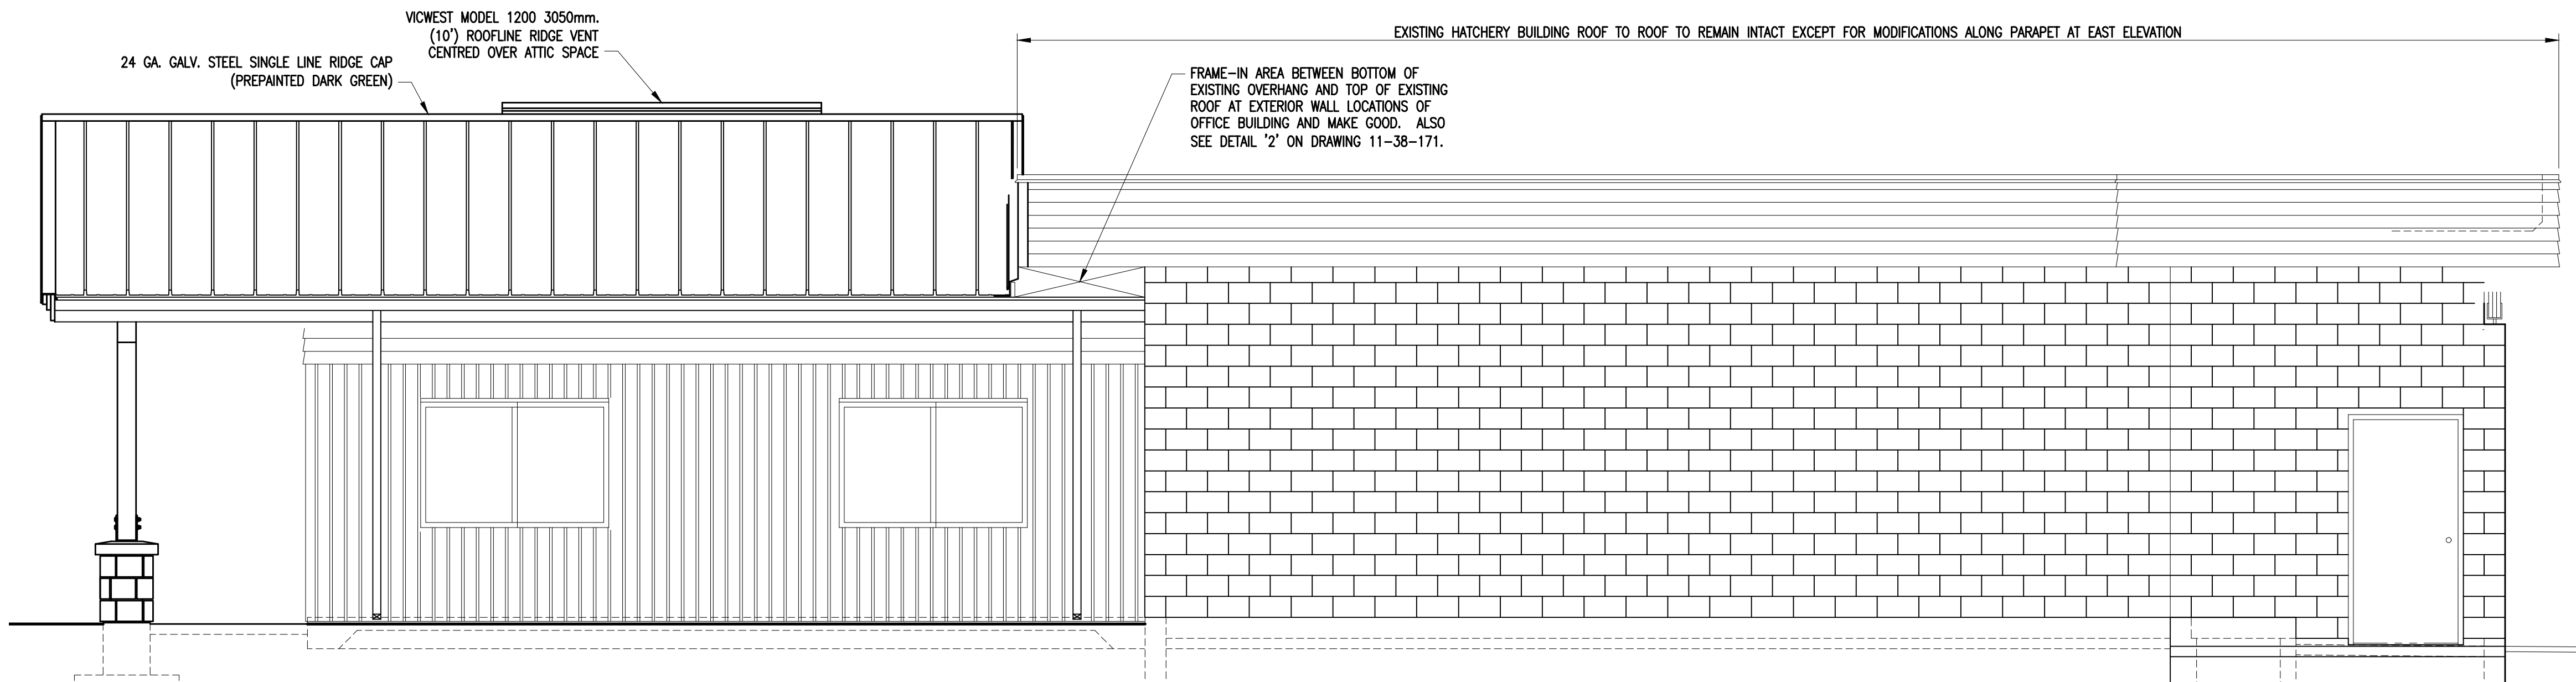 VICWEST MODEL 1200 3050mm.
(10') ROOFLINE RIDGE VENT
CENTRED OVER ATTIC SPACE
24 GA. GALV. STEEL SINGLE LINE RIDGE CAP
(PREPAINTED DARK GREEN)
EXISTING HATCHERY BUILDING ROOF TO ROOF TO REMAIN INTACT EXCEPT FOR MODIFICATIONS ALONG PARAPET AT EAST ELEVATION
FRAME-IN AREA BETWEEN BOTTOM OF
EXISTING OVERHANG AND TOP OF EXISTING
ROOF AT EXTERIOR WALL LOCATIONS OF
OFFICE BUILDING AND MAKE GOOD. ALSO
SEE DETAIL '2' ON DRAWING 11-38-171.